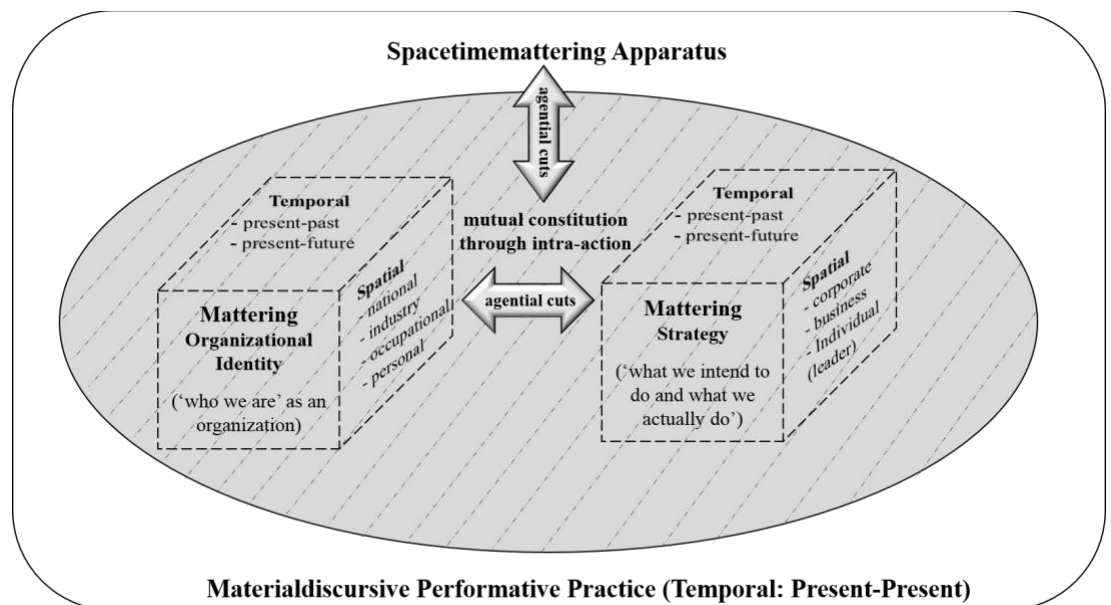 Spacetimemattering Apparatus
agential cuts
Temporal
- present-past
- present-future
Spatial
- national
- industry
- occupational
- personal
Mattering
Organizational
Identity
(‘who we are’ as an
organization)
mutual constitution
through intra-action
agential cuts
Temporal
- present-past
- present-future
Spatial
- corporate
- business
- Individual
(leader)
Mattering
Strategy
(‘what we intend to
do and what we
actually do’)
Materialdiscursive Performative Practice (Temporal: Present-Present)